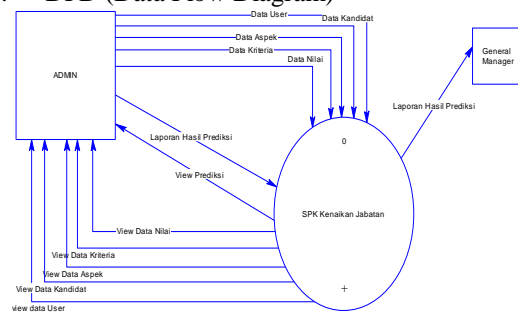 DFD (Data Flow Diagram)
Data User
Data Kandidat
Data Aspek
Data Kriteria
Data Nilai
ADMIN
General
Manager
Laporan Hasil Prediksi
Laporan Hasil Prediksi
View Prediksi
0
SPK Kenaikan Jabatan
+
View Data Nilai
View Data Kriteria
View Data Aspek
View Data Kandidat
view data User